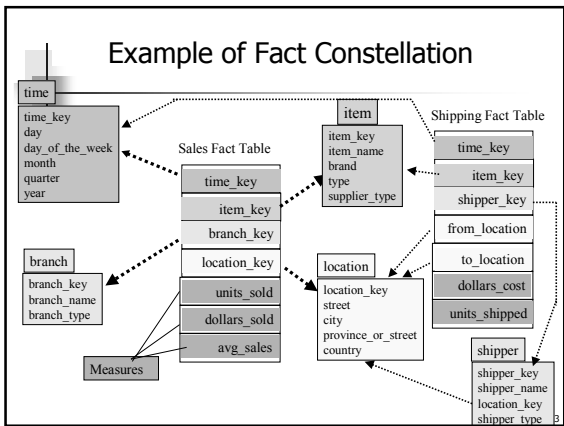 Example of Fact Constellation
time
time_key
day
day_of_the_week
month
quarter
year
Sales Fact Table
time_key
item_key
branch_key
location_key
units_sold
dollars_sold
avg_sales
Measures
branch
branch_key
branch_name
branch_type
item
item_key
item_name
brand
type
supplier_type
location
location_key
street
city
province_or_street
country
Shipping Fact Table
time_key
item_key
shipper_key
from_location
to_location
dollars_cost
units_shipped
shipper
shipper_key
shipper_name
location_key
shipper_type
3